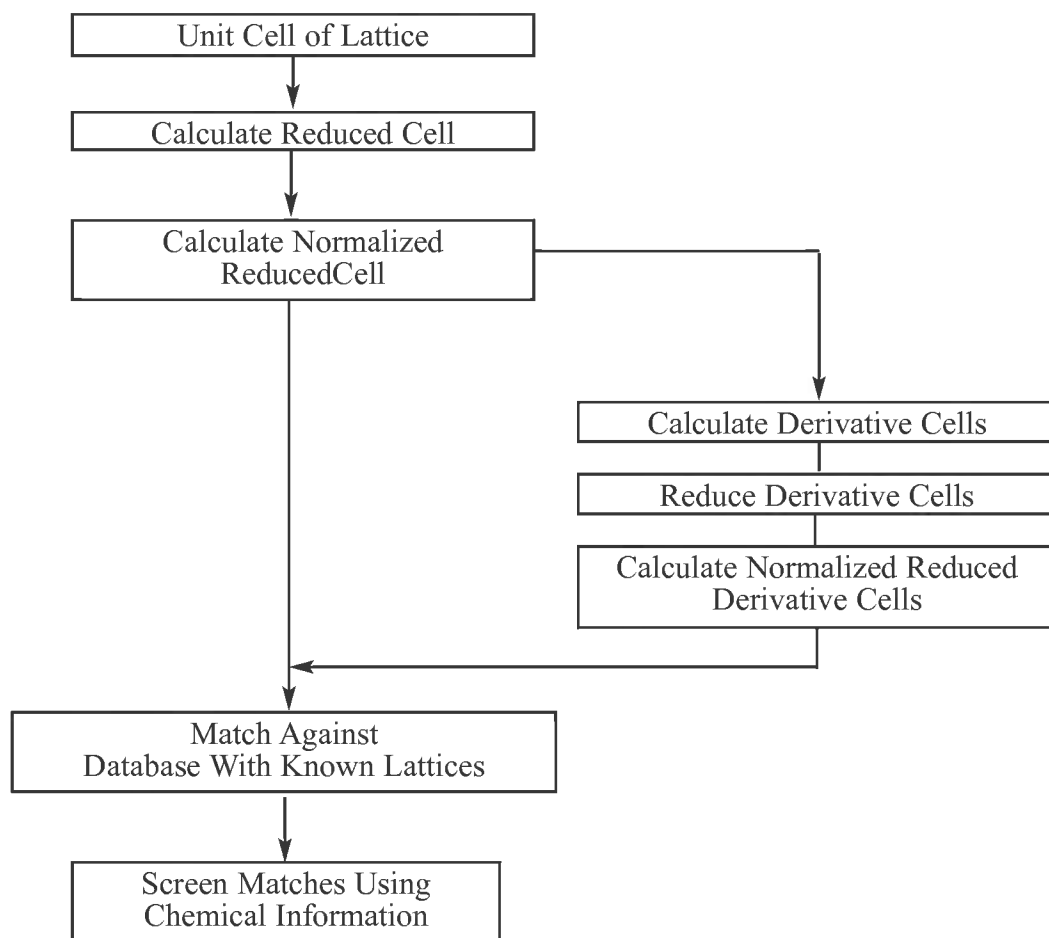 Unit Cell of Lattice
Calculate Reduced Cell
Calculate Normalized
ReducedCell
Calculate Derivative Cells
Reduce Derivative Cells
Calculate Normalized Reduced
Derivative Cells
Match Against
Database With Known Lattices
Screen Matches Using
Chemical Information